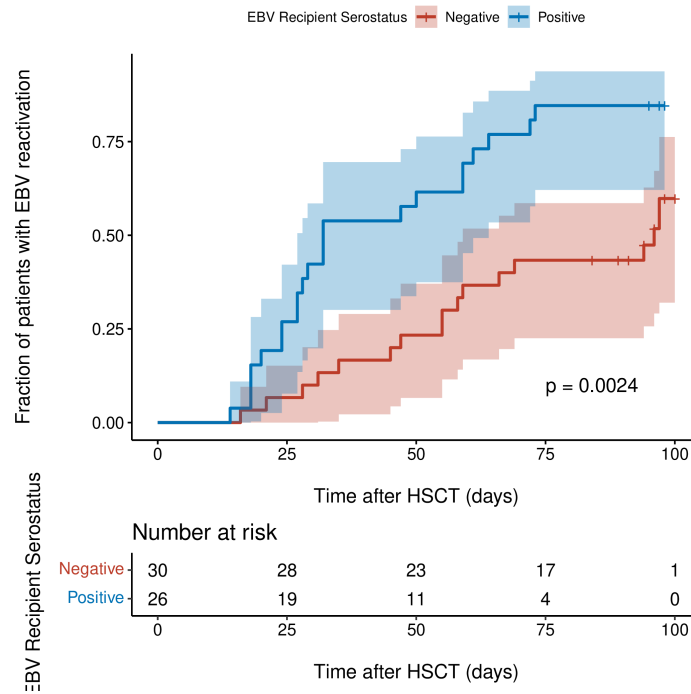 EBV Recipient Serostatus Negative Positive
Fraction of patients with EBV reactivation
0.75
0.50
0.25
0.00
p = 0.0024
0 25 50 75 100
Time after HSCT (days)
Number at risk
EBV Recipient Serostatus
Negative 30 28 23 17 1
Positive 26 19 11 4 0
0 25 50 75 100
Time after HSCT (days)